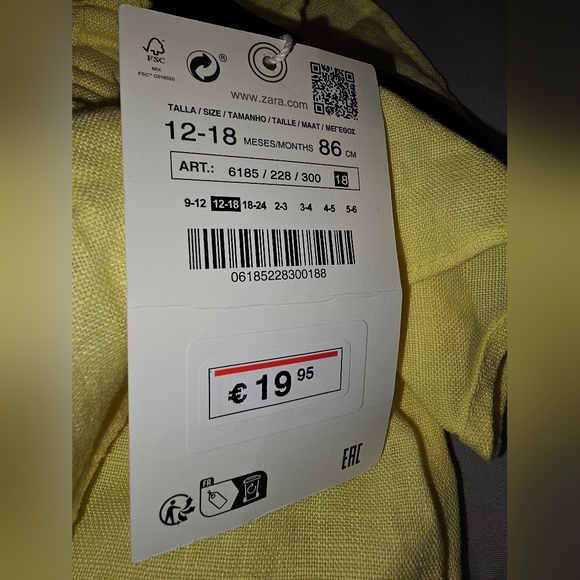 FSC
MIX
FSC™ C018020
®
www.zara.com
TALLA / SIZE / TAMANHO / TAILLE / MAAT / ΜΕΓΕΘΟΣ
12-18 MESES/MONTHS 86 CM
ART.: 6185 / 228 / 300 18
9-12 12-18 18-24 2-3 3-4 4-5 5-6
06185228300188
€ 19 95
EAC
FR